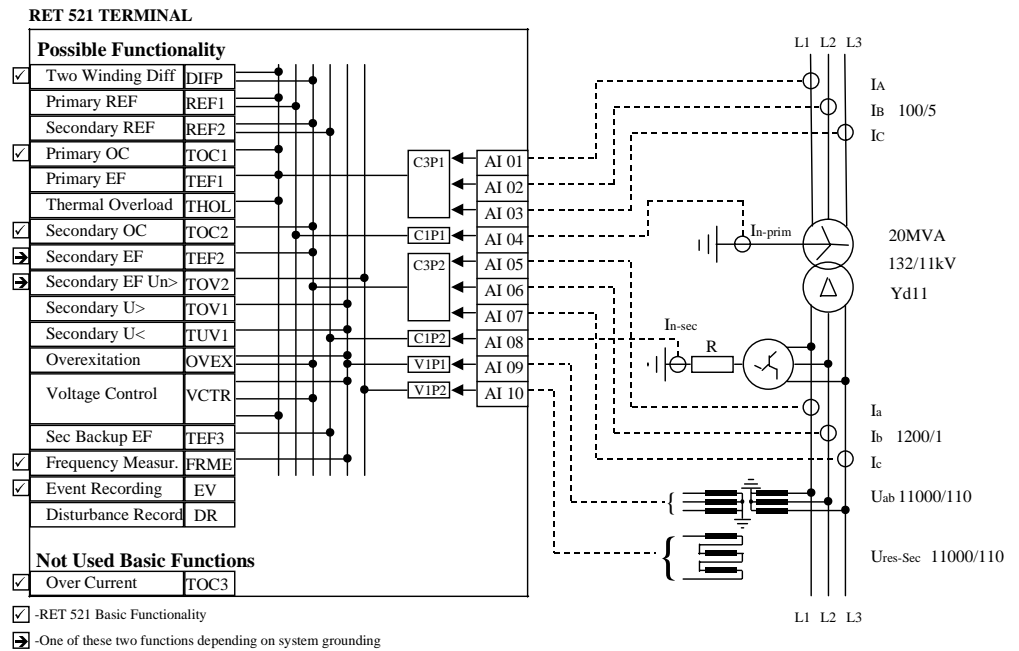 RET 521 TERMINAL
Possible Functionality
Two Winding Diff DIFP
Primary REF REF1
Secondary REF REF2
Primary OC TOC1
Primary EF TEF1
Thermal Overload THOL
Secondary OC TOC2
Secondary EF TEF2
Secondary EF Un> TOV2
Secondary U> TOV1
Secondary U< TUV1
Overexitation OVEX
Voltage Control VCTR
Sec Backup EF TEF3
Frequency Measur. FRME
Event Recording EV
Disturbance Record DR
Not Used Basic Functions
Over Current TOC3
C3P1
C1P1
C3P2
C1P2
V1P1
V1P2
AI 01
AI 02
AI 03
AI 04
AI 05
AI 06
AI 07
AI 08
AI 09
AI 10
L1 L2 L3
IA
IB 100/5
IC
In-prim
20MVA
132/11kV
Yd11
In-sec
R
Ia
Ib 1200/1
Ic
Uab 11000/110
Ures-Sec 11000/110
L1 L2 L3
-RET 521 Basic Functionality
-One of these two functions depending on system grounding